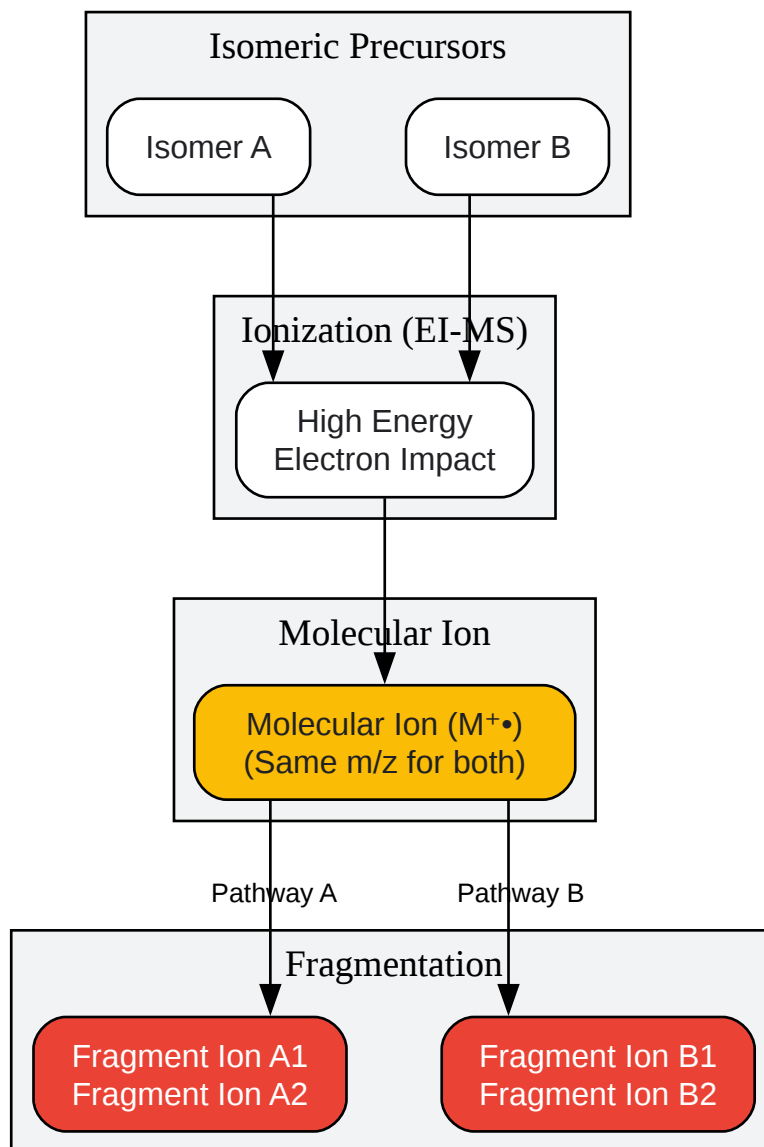 Isomeric Precursors
Isomer A
Isomer B
Ionization (EI-MS)
High Energy
Electron Impact
Molecular Ion
Molecular Ion (M⁺•)
(Same m/z for both)
Pathway A
Pathway B
Fragmentation
Fragment Ion A1
Fragment Ion A2
Fragment Ion B1
Fragment Ion B2